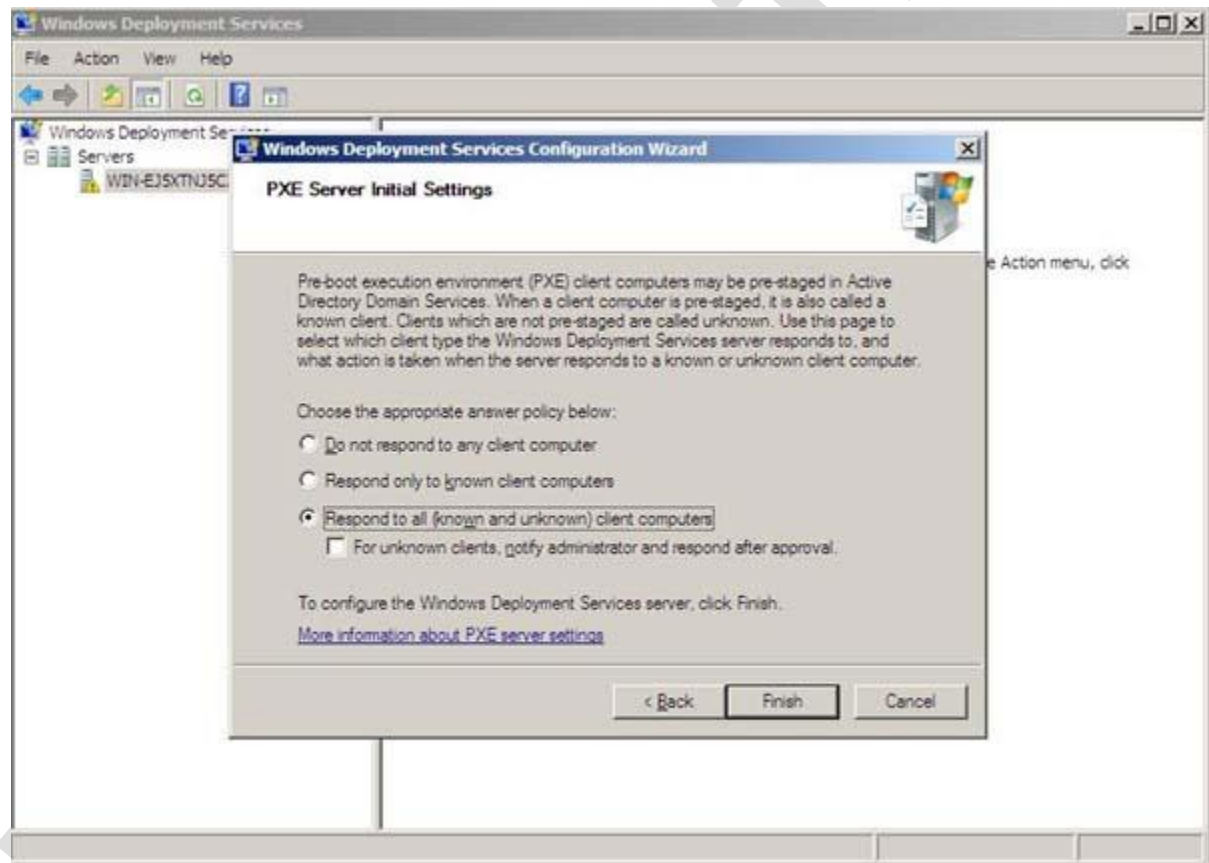 Windows Deployment Services
File Action View Help
Windows Deployment Se
Servers
WIN-EJ5XTNJ5C
Windows Deployment Services Configuration Wizard
PXE Server Initial Settings
e Action menu, click
Pre-boot execution environment (PXE) client computers may be pre-staged in Active
Directory Domain Services. When a client computer is pre-staged, it is also called a
known client. Clients which are not pre-staged are called unknown. Use this page to
select which client type the Windows Deployment Services server responds to, and
what action is taken when the server responds to a known or unknown client computer.
Choose the appropriate answer policy below:
Do not respond to any client computer
Respond only to known client computers
Respond to all (known and unknown) client computers
For unknown clients, notify administrator and respond after approval.
To configure the Windows Deployment Services server, click Finish.
More information about PXE server settings
< Back Finish Cancel